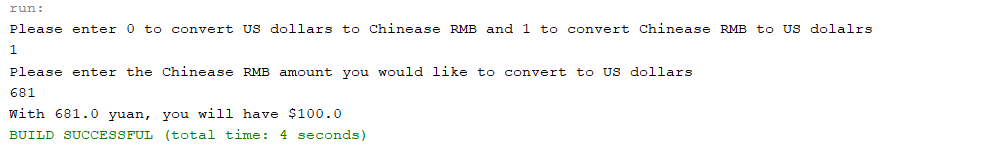 run:
Please enter 0 to convert US dollars to Chinease RMB and 1 to convert Chinease RMB to US dolalrs
1
Please enter the Chinease RMB amount you would like to convert to US dollars
681
With 681.0 yuan, you will have $100.0
BUILD SUCCESSFUL (total time: 4 seconds)